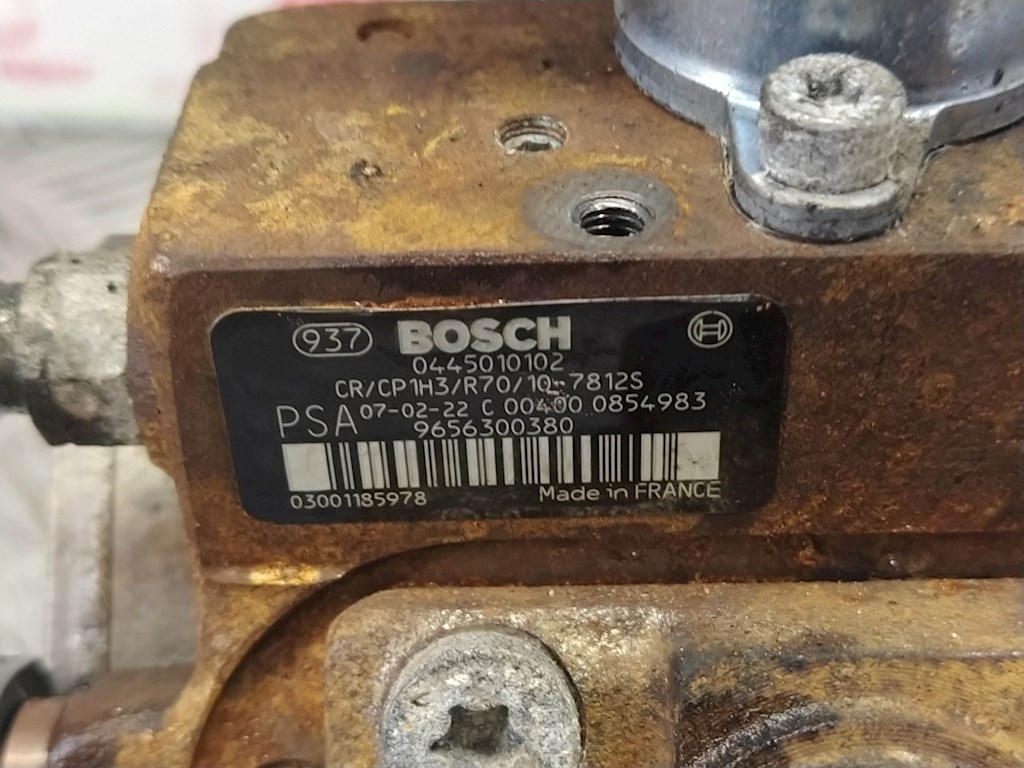 937 BOSCH
0445010102
CR/CP1H3/R70/10-7812S
PSA 07-02-22 C 00400 0854983
9656300380
03001185978 Made in FRANCE